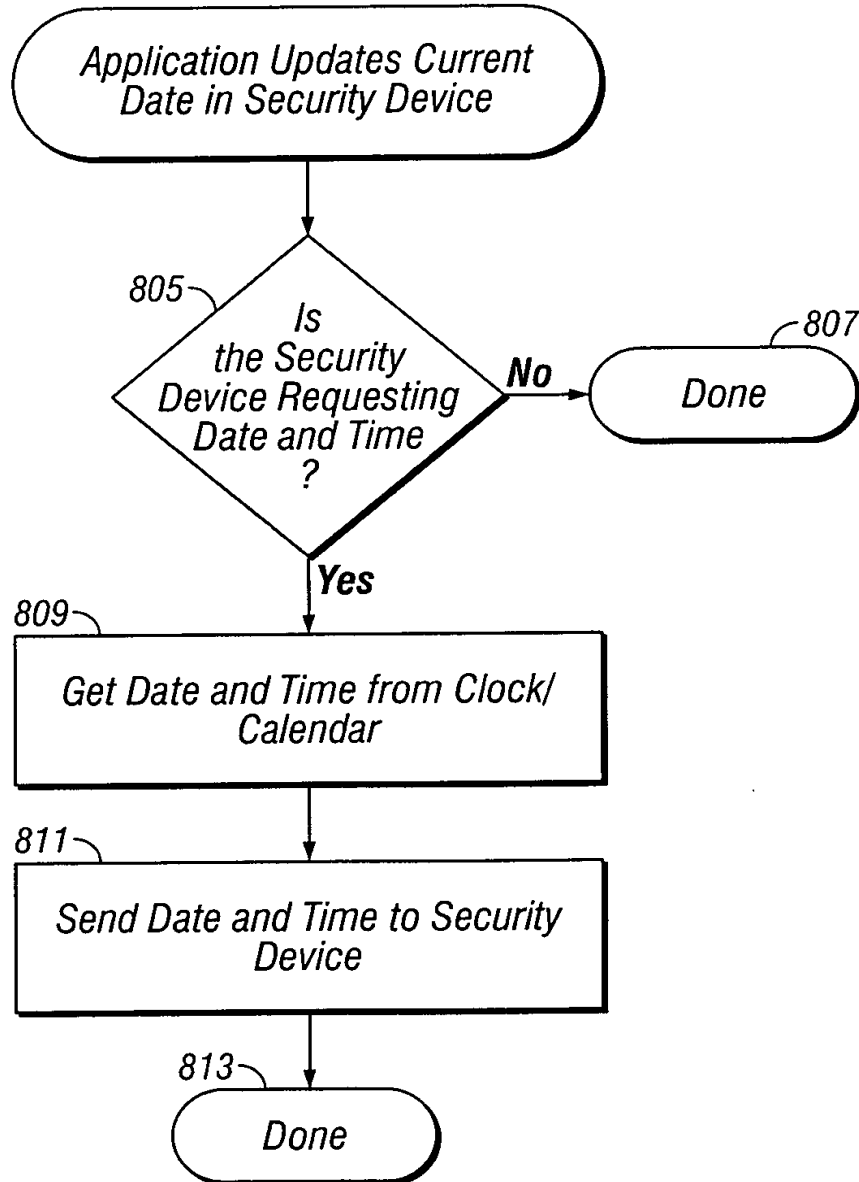 Application Updates Current
Date in Security Device
805
Is
the Security
Device Requesting
Date and Time
?
No
807
Done
Yes
809
Get Date and Time from Clock/
Calendar
811
Send Date and Time to Security
Device
813
Done